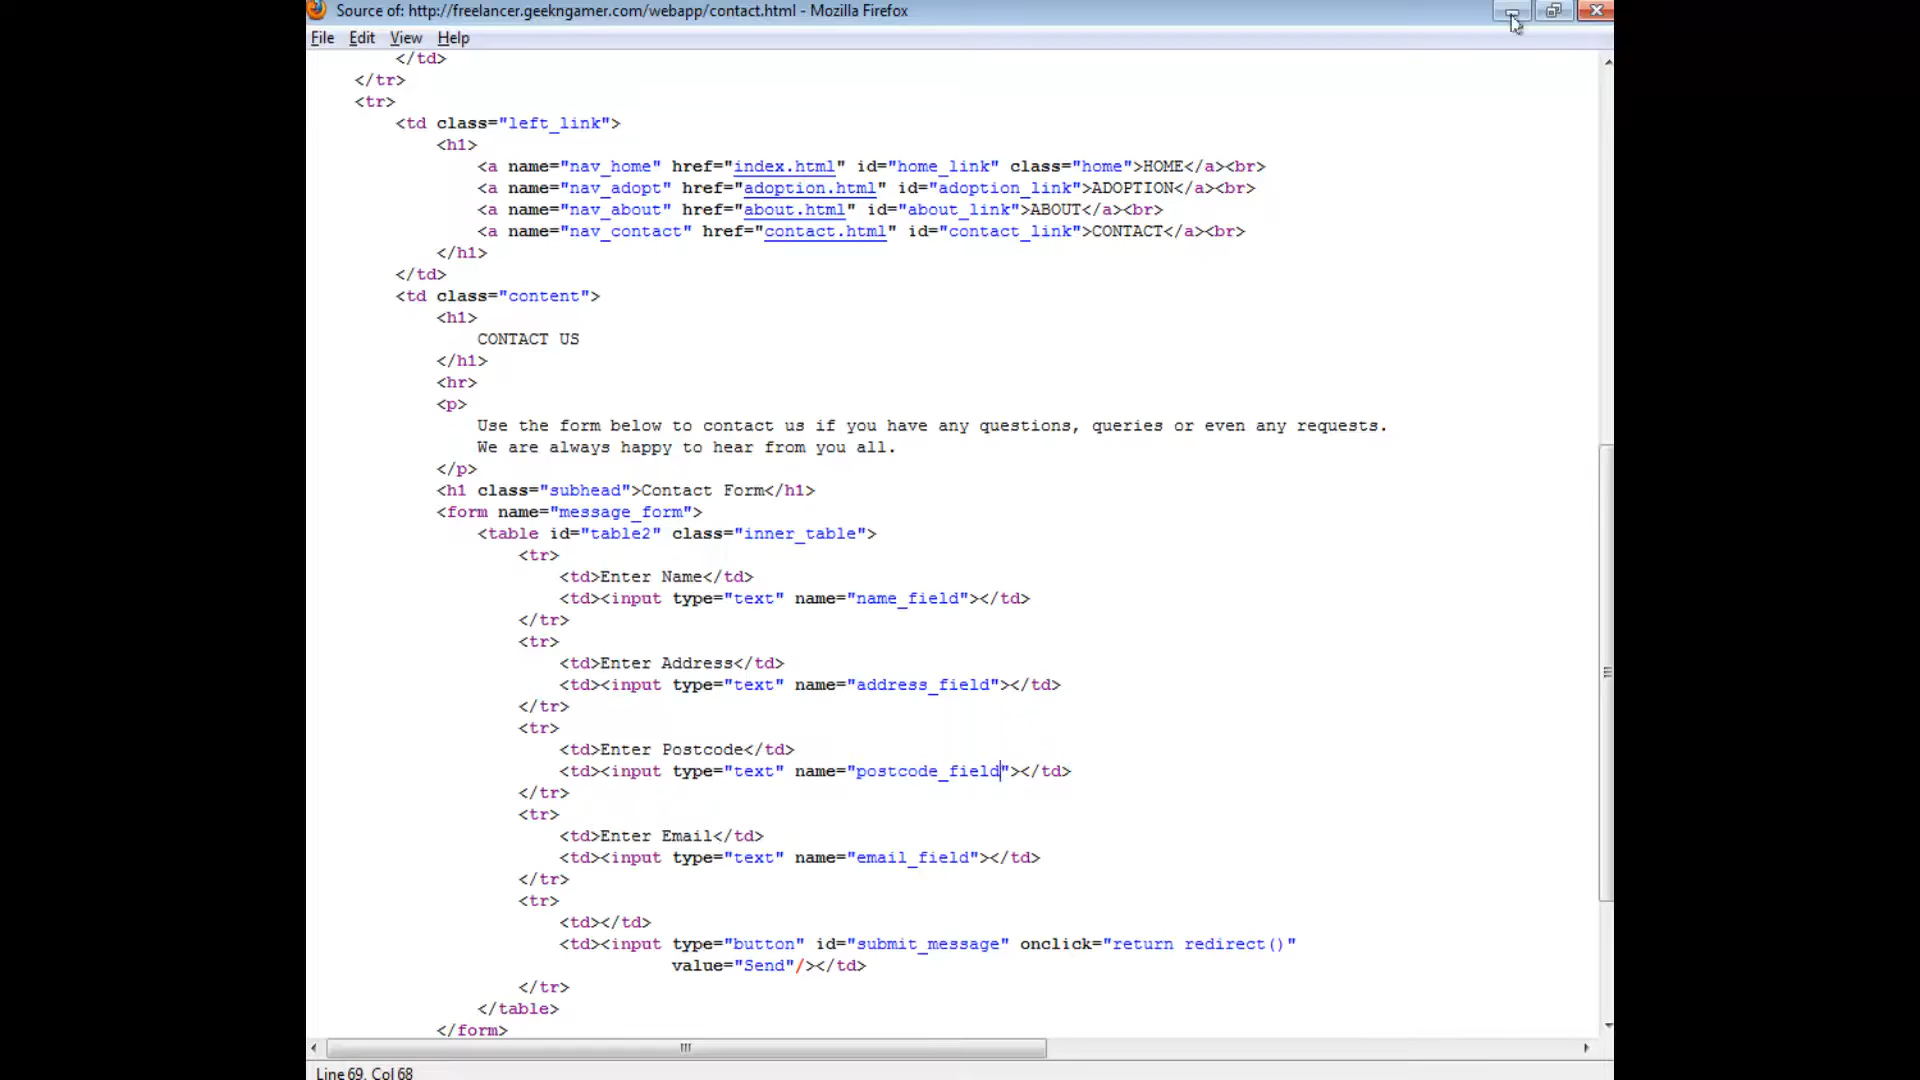 Source of: http://freelancer.geekngamer.com/webapp/contact.html - Mozilla Firefox
File Edit View Help
</td>
</tr>
<tr>
<td class="left_link">
<h1>
<a name="nav_home" href="index.html" id="home_link" class="home">HOME</a><br>
<a name="nav_adopt" href="adoption.html" id="adoption_link">ADOPTION</a><br>
<a name="nav_about" href="about.html" id="about_link">ABOUT</a><br>
<a name="nav_contact" href="contact.html" id="contact_link">CONTACT</a><br>
</h1>
</td>
<td class="content">
<h1>
CONTACT US
</h1>
<hr>
<p>
Use the form below to contact us if you have any questions, queries or even any requests.
We are always happy to hear from you all.
</p>
<h1 class="subhead">Contact Form</h1>
<form name="message_form">
<table id="table2" class="inner_table">
<tr>
<td>Enter Name</td>
<td><input type="text" name="name_field"></td>
</tr>
<tr>
<td>Enter Address</td>
<td><input type="text" name="address_field"></td>
</tr>
<tr>
<td>Enter Postcode</td>
<td><input type="text" name="postcode_field"></td>
</tr>
<tr>
<td>Enter Email</td>
<td><input type="text" name="email_field"></td>
</tr>
<tr>
<td></td>
<td><input type="button" id="submit_message" onclick="return redirect()"
value="Send"/></td>
</tr>
</table>
</form>
Line 69, Col 68